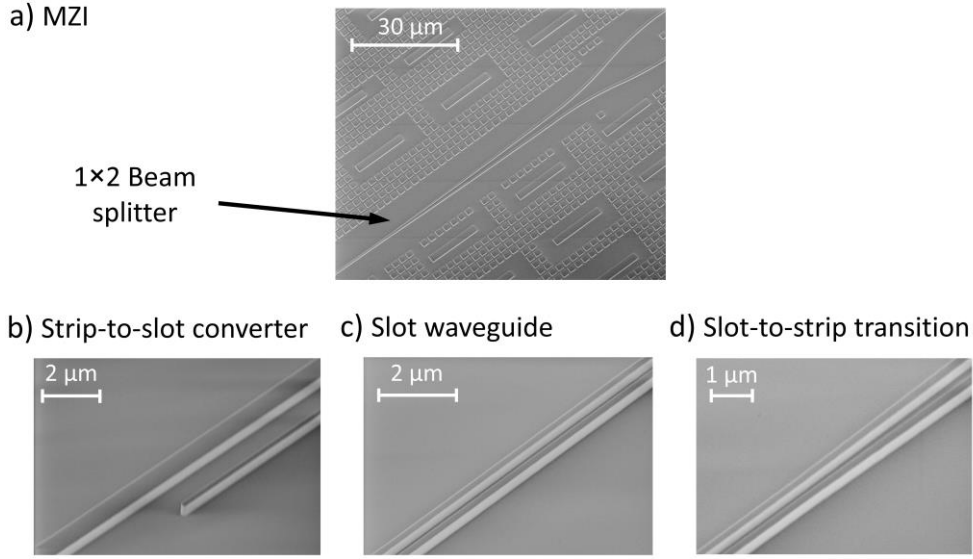 a) MZI
30 μm
1×2 Beam
splitter
b) Strip-to-slot converter
c) Slot waveguide
d) Slot-to-strip transition
2 μm
2 μm
1 μm